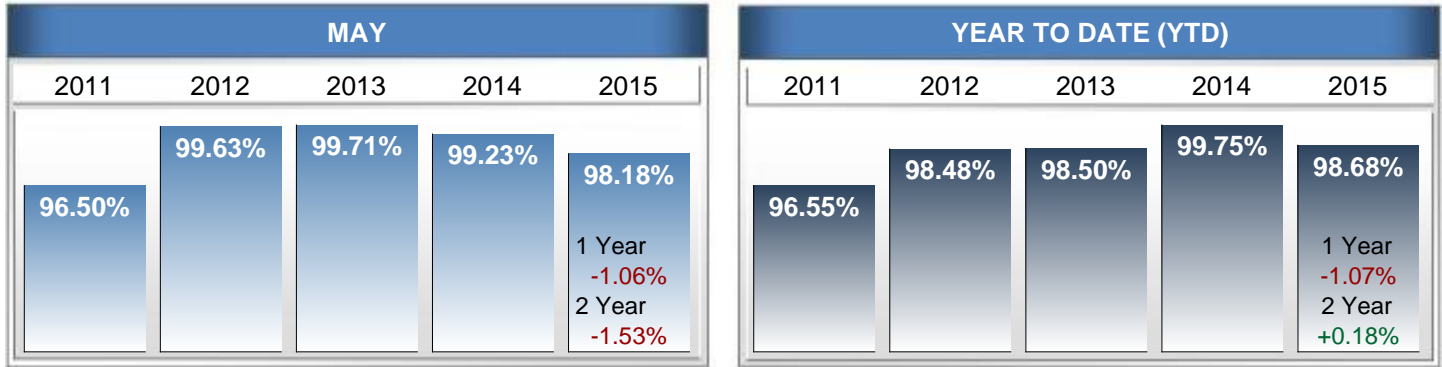 MAY
2011 2012 2013 2014 2015
96.50% 99.63% 99.71% 99.23% 98.18%
1 Year
-1.06%
2 Year
-1.53%
YEAR TO DATE (YTD)
2011 2012 2013 2014 2015
96.55% 98.48% 98.50% 99.75% 98.68%
1 Year
-1.07%
2 Year
+0.18%